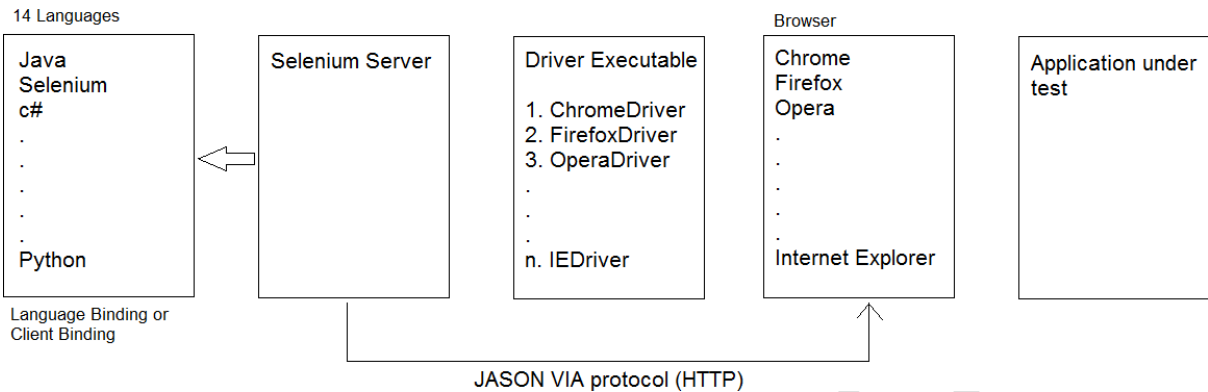 14 Languages
Java
Selenium
c#
.
.
.
.
.
Python
Language Binding or
Client Binding
Selenium Server
Driver Executable
1. ChromeDriver
2. FirefoxDriver
3. OperaDriver
.
.
.
n. IEDriver
Browser
Chrome
Firefox
Opera
.
.
.
.
.
Internet Explorer
Application under
test
JASON VIA protocol (HTTP)